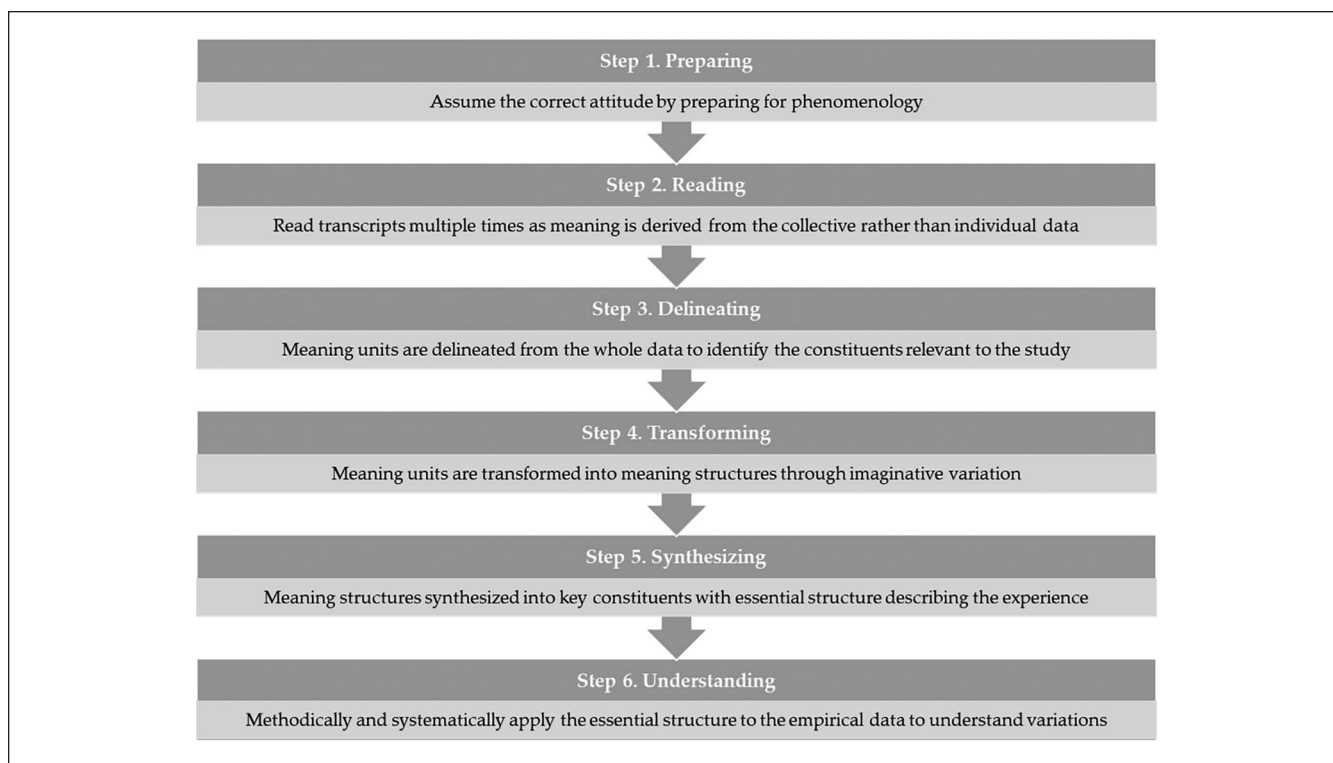 Step 1. Preparing
Assume the correct attitude by preparing for phenomenology
Step 2. Reading
Read transcripts multiple times as meaning is derived from the collective rather than individual data
Step 3. Delineating
Meaning units are delineated from the whole data to identify the constituents relevant to the study
Step 4. Transforming
Meaning units are transformed into meaning structures through imaginative variation
Step 5. Synthesizing
Meaning structures synthesized into key constituents with essential structure describing the experience
Step 6. Understanding
Methodically and systematically apply the essential structure to the empirical data to understand variations